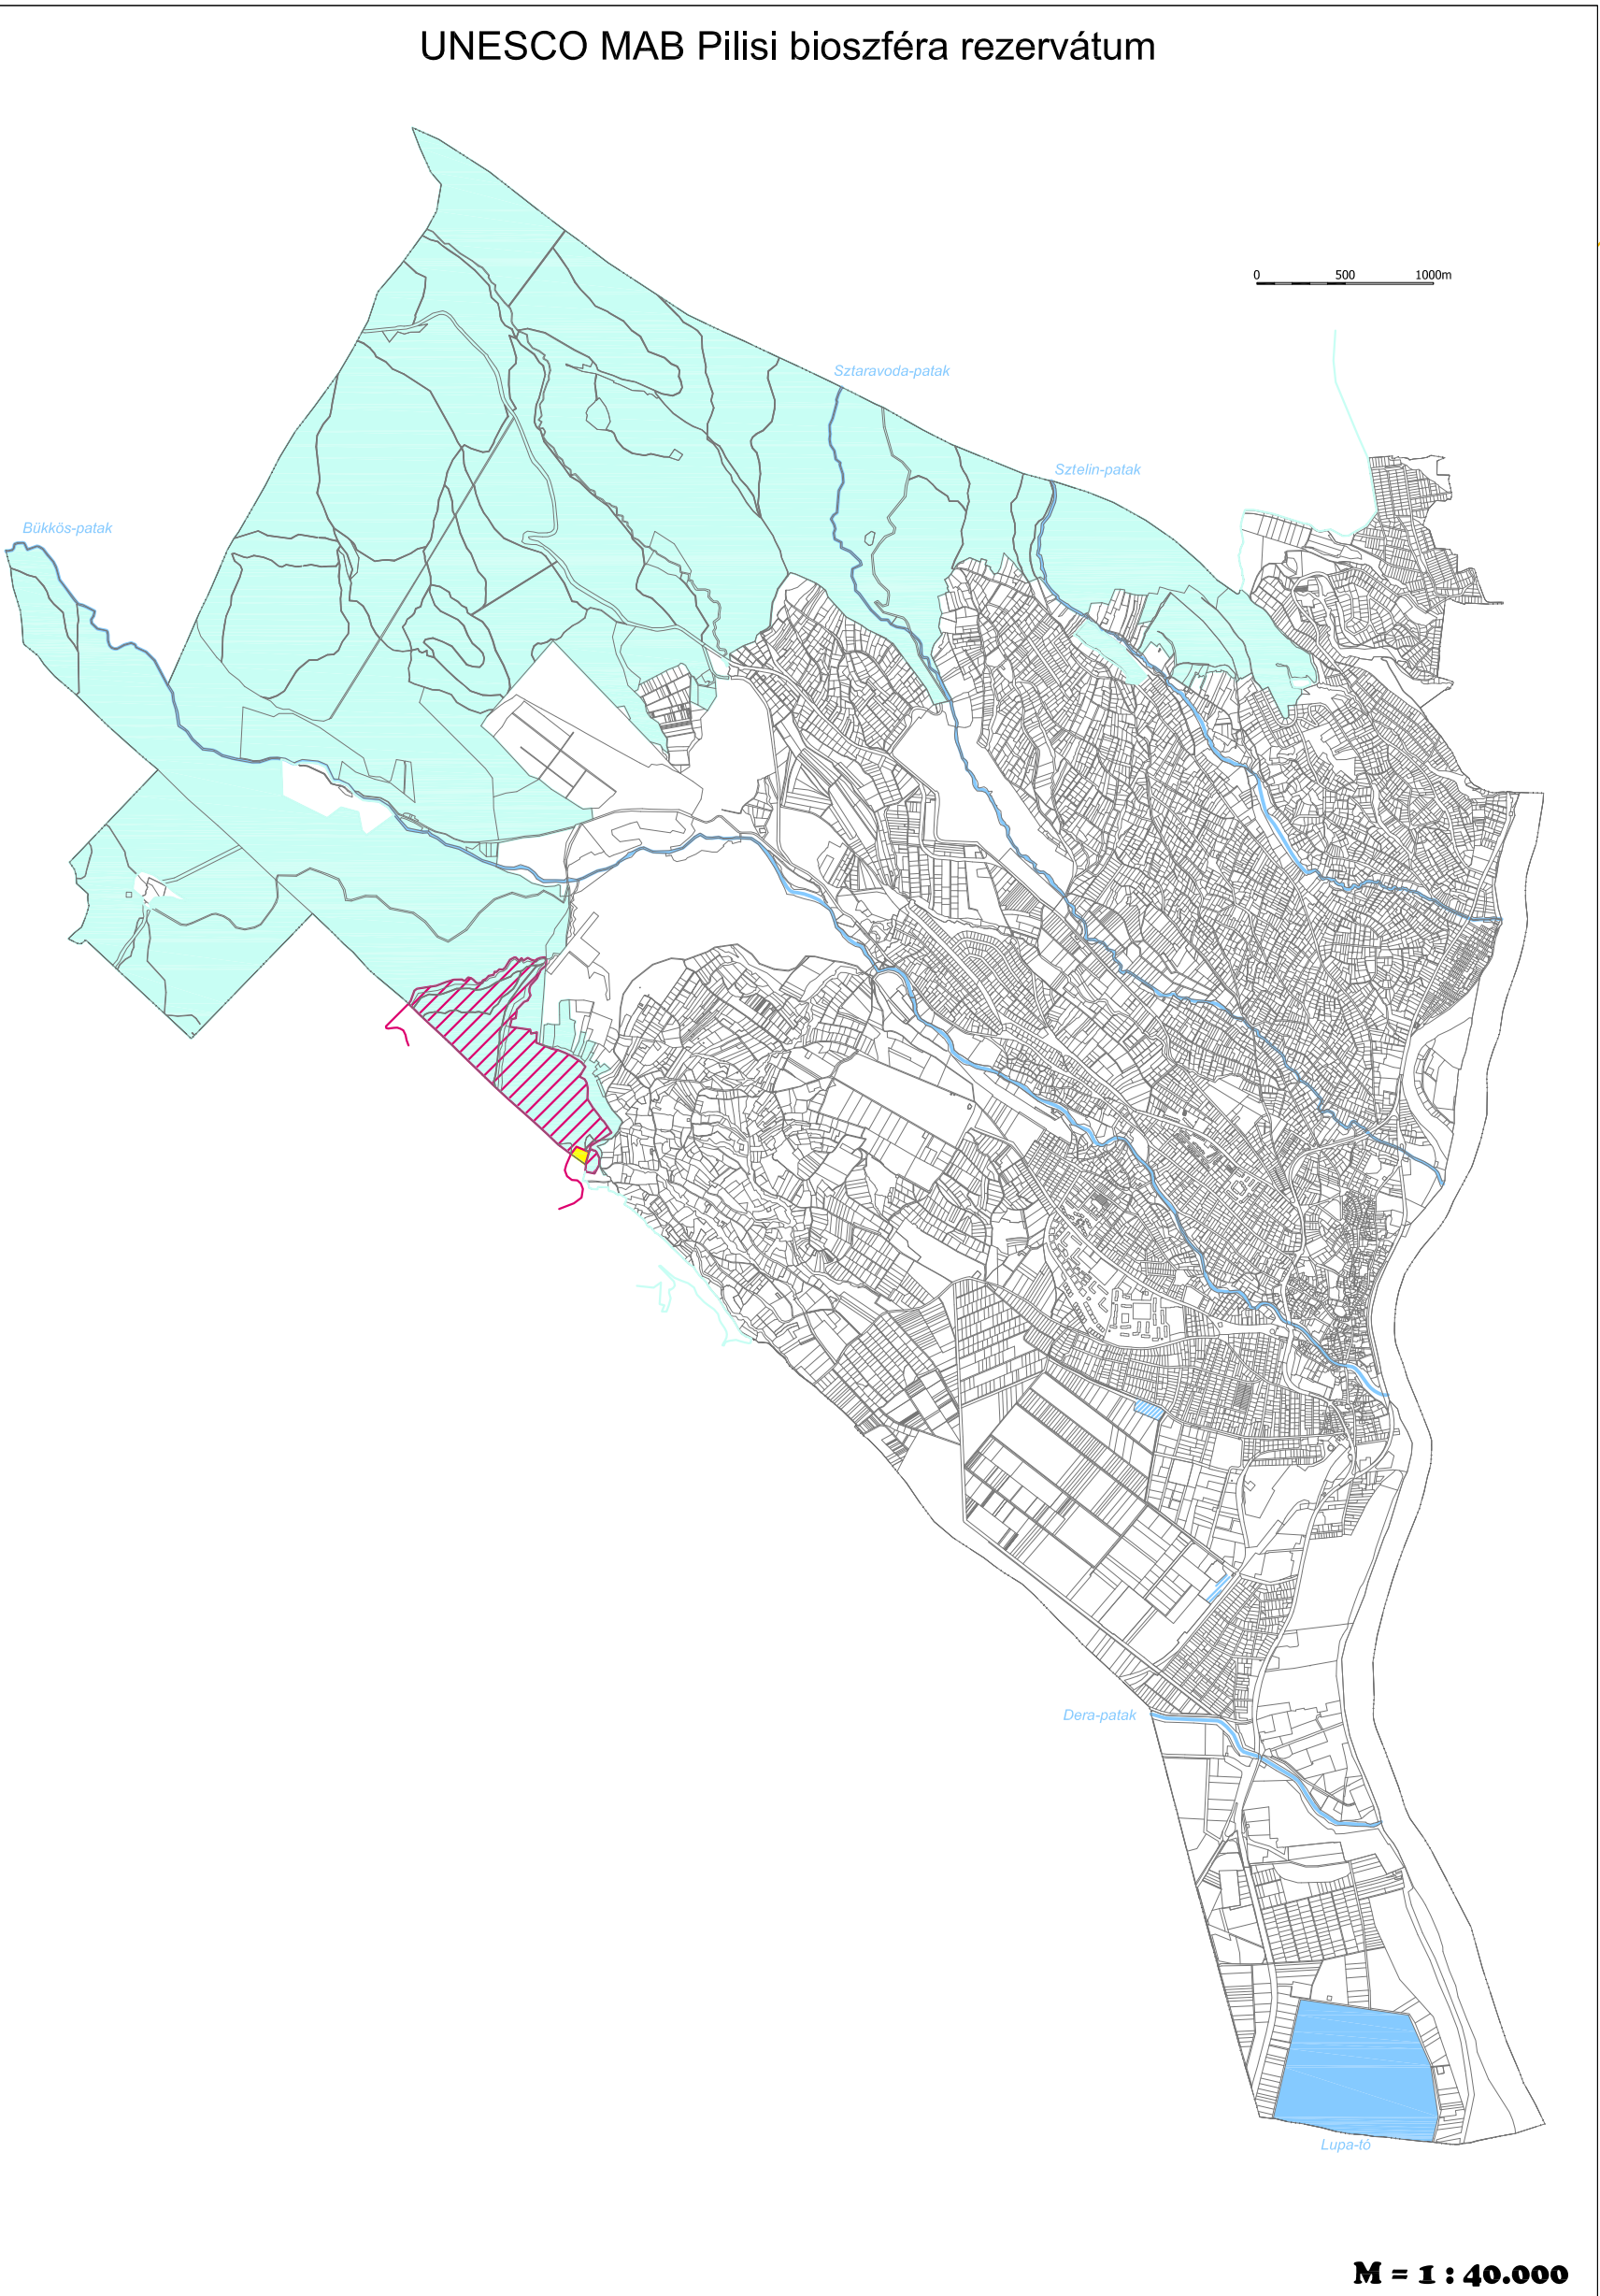 UNESCO MAB Pilisi bioszféra rezervátum
0 500 1000m
Sztaravoda-patak
Sztelin-patak
Bükkös-patak
Dera-patak
Lupa-tó
M = 1 : 40.000